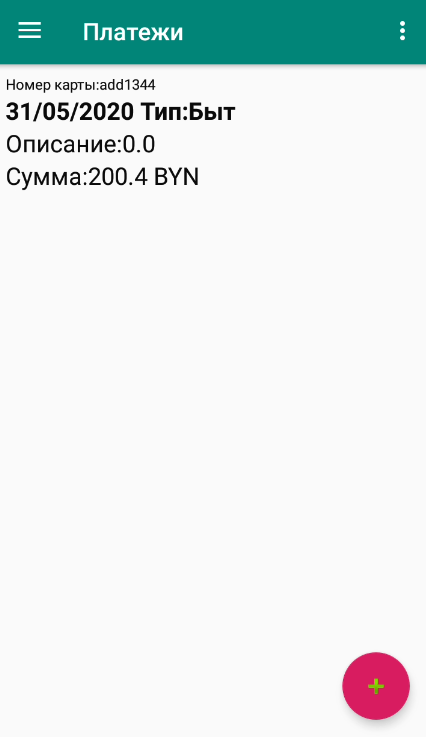 Платежи
Номер карты:add1344
31/05/2020 Тип:Быт
Описание:0.0
Сумма:200.4 BYN